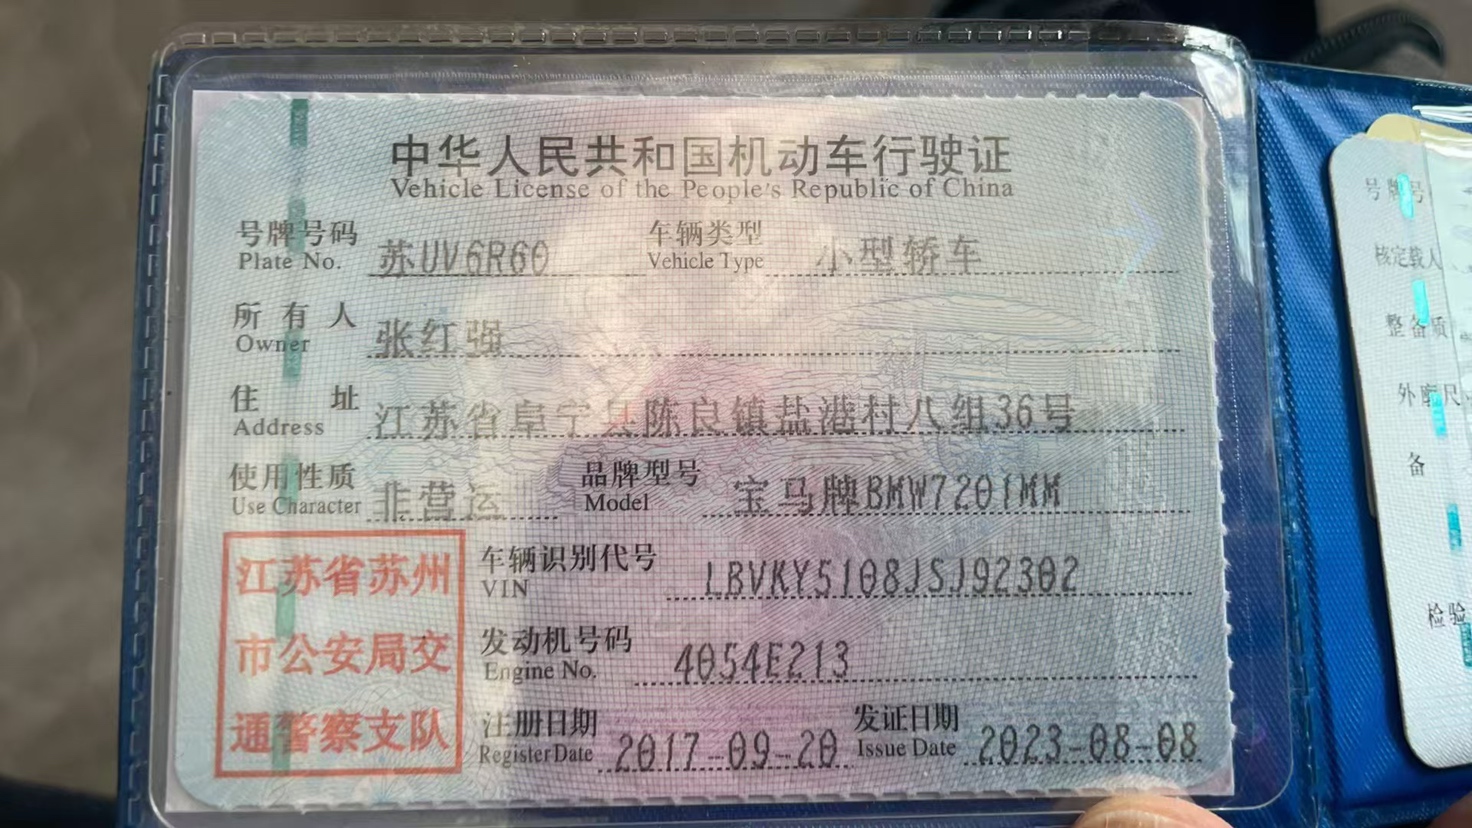 中华人民共和国机动车行驶证
Vehicle License of the People's Republic of China
号牌号码 苏UV6R60 车辆类型 小型轿车
Plate No. Vehicle Type
所有人 张红强
Owner
住址 江苏省阜宁县陈良镇盐港村八组36号
Address
使用性质 非营运 品牌型号 宝马牌BMW7201MM
Use Character Model
江苏省苏州
市公安局交
通警察支队
车辆识别代号 LBVKY5108JSJ92302
VIN
发动机号码 4054E213
Engine No.
注册日期 2017-09-20 发证日期 2023-08-08
Register Date Issue Date
号牌号
核定载人
整备质
外廓尺
备
检验